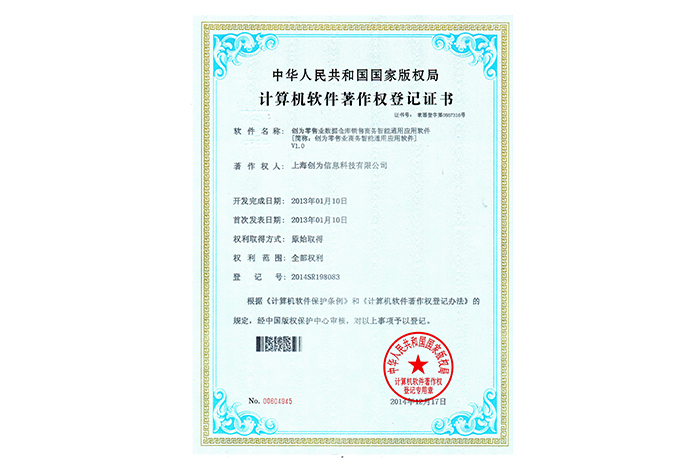 中华人民共和国国家版权局
计算机软件著作权登记证书
证书号: 软著登字第0867316号
软件名称: 创为零售业数据仓库销售商务智能通用应用软件
[简称:创为零售业商务智能通用应用软件]
V1.0
著作权人: 上海创为信息科技有限公司
开发完成日期: 2013年01月10日
首次发表日期: 2013年01月10日
权利取得方式: 原始取得
权利范围: 全部权利
登记号: 2014SR198083
根据《计算机软件保护条例》和《计算机软件著作权登记办法》的
规定,经中国版权保护中心审核,对以上事项予以登记。
中华人民共和国国家版权局
计算机软件著作权
登记专用章
No. 00604945
2014年12月17日